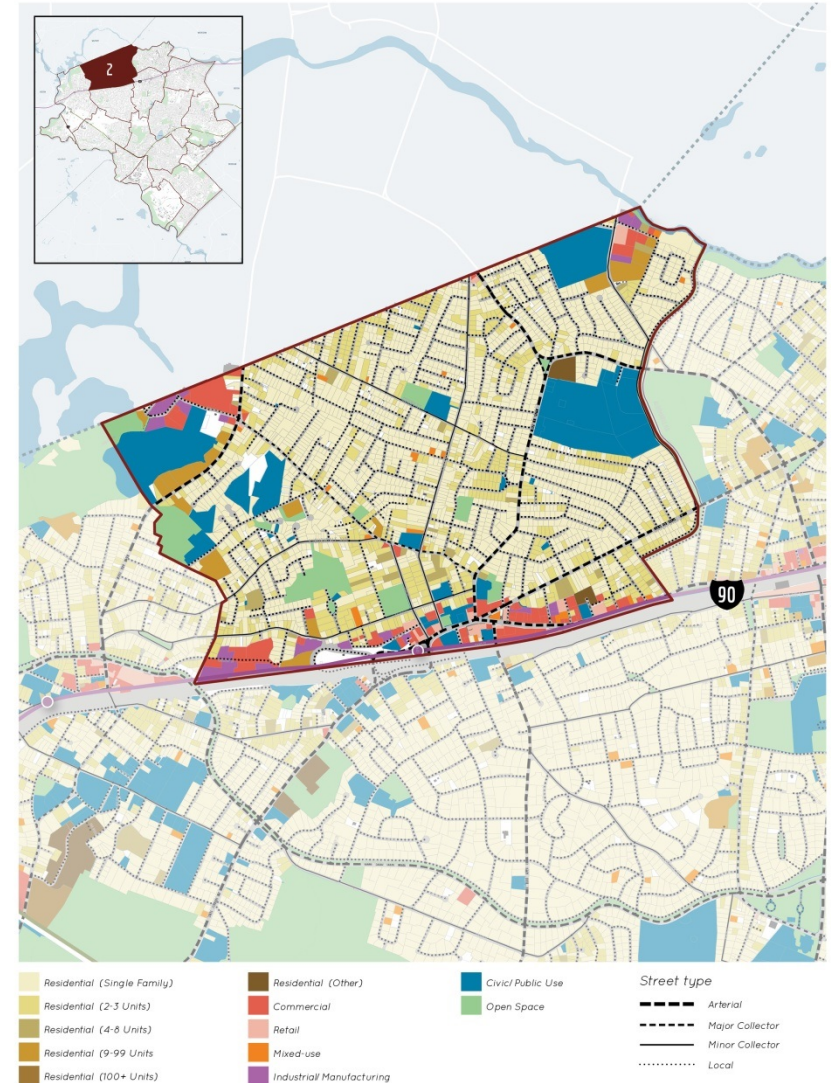 2
90
Residential (Single Family)
Residential (2-3 Units)
Residential (4-8 Units)
Residential (9-99 Units
Residential (100+ Units)
Residential (Other)
Commercial
Retail
Mixed-use
Industrial/ Manufacturing
Civic/ Public Use
Open Space
Street type
Arterial
Major Collector
Minor Collector
Local